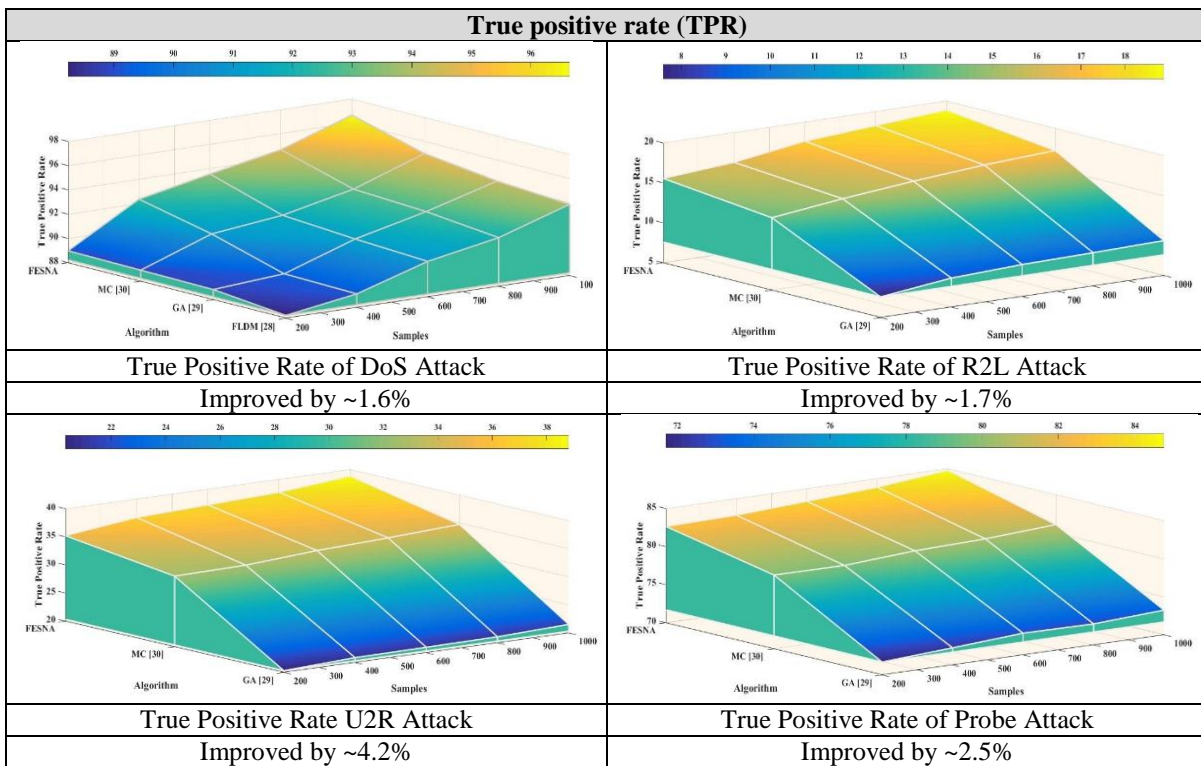 True positive rate (TPR)
89 90 91 92 93 94 95 96
98
96
94
92
90
88
True Positive Rate
FESNA
MC [30]
GA [29]
FLDM [28]
Algorithm
200 300 400 500 600 700 800 900 100
Samples
8 9 10 11 12 13 14 15 16 17 18
20
15
10
5
True Positive Rate
FESNA
MC [30]
GA [29]
Algorithm
200 300 400 500 600 700 800 900 1000
Samples
True Positive Rate of DoS Attack
True Positive Rate of R2L Attack
Improved by ~1.6%
Improved by ~1.7%
22 24 26 28 30 32 34 36 38
40
35
30
25
20
True Positive Rate
FESNA
MC [30]
GA [29]
Algorithm
200 300 400 500 600 700 800 900 1000
Samples
72 74 76 78 80 82 84
85
80
75
70
True Positive Rate
FESNA
MC [30]
GA [29]
Algorithm
200 300 400 500 600 700 800 900 1000
Samples
True Positive Rate U2R Attack
True Positive Rate of Probe Attack
Improved by ~4.2%
Improved by ~2.5%